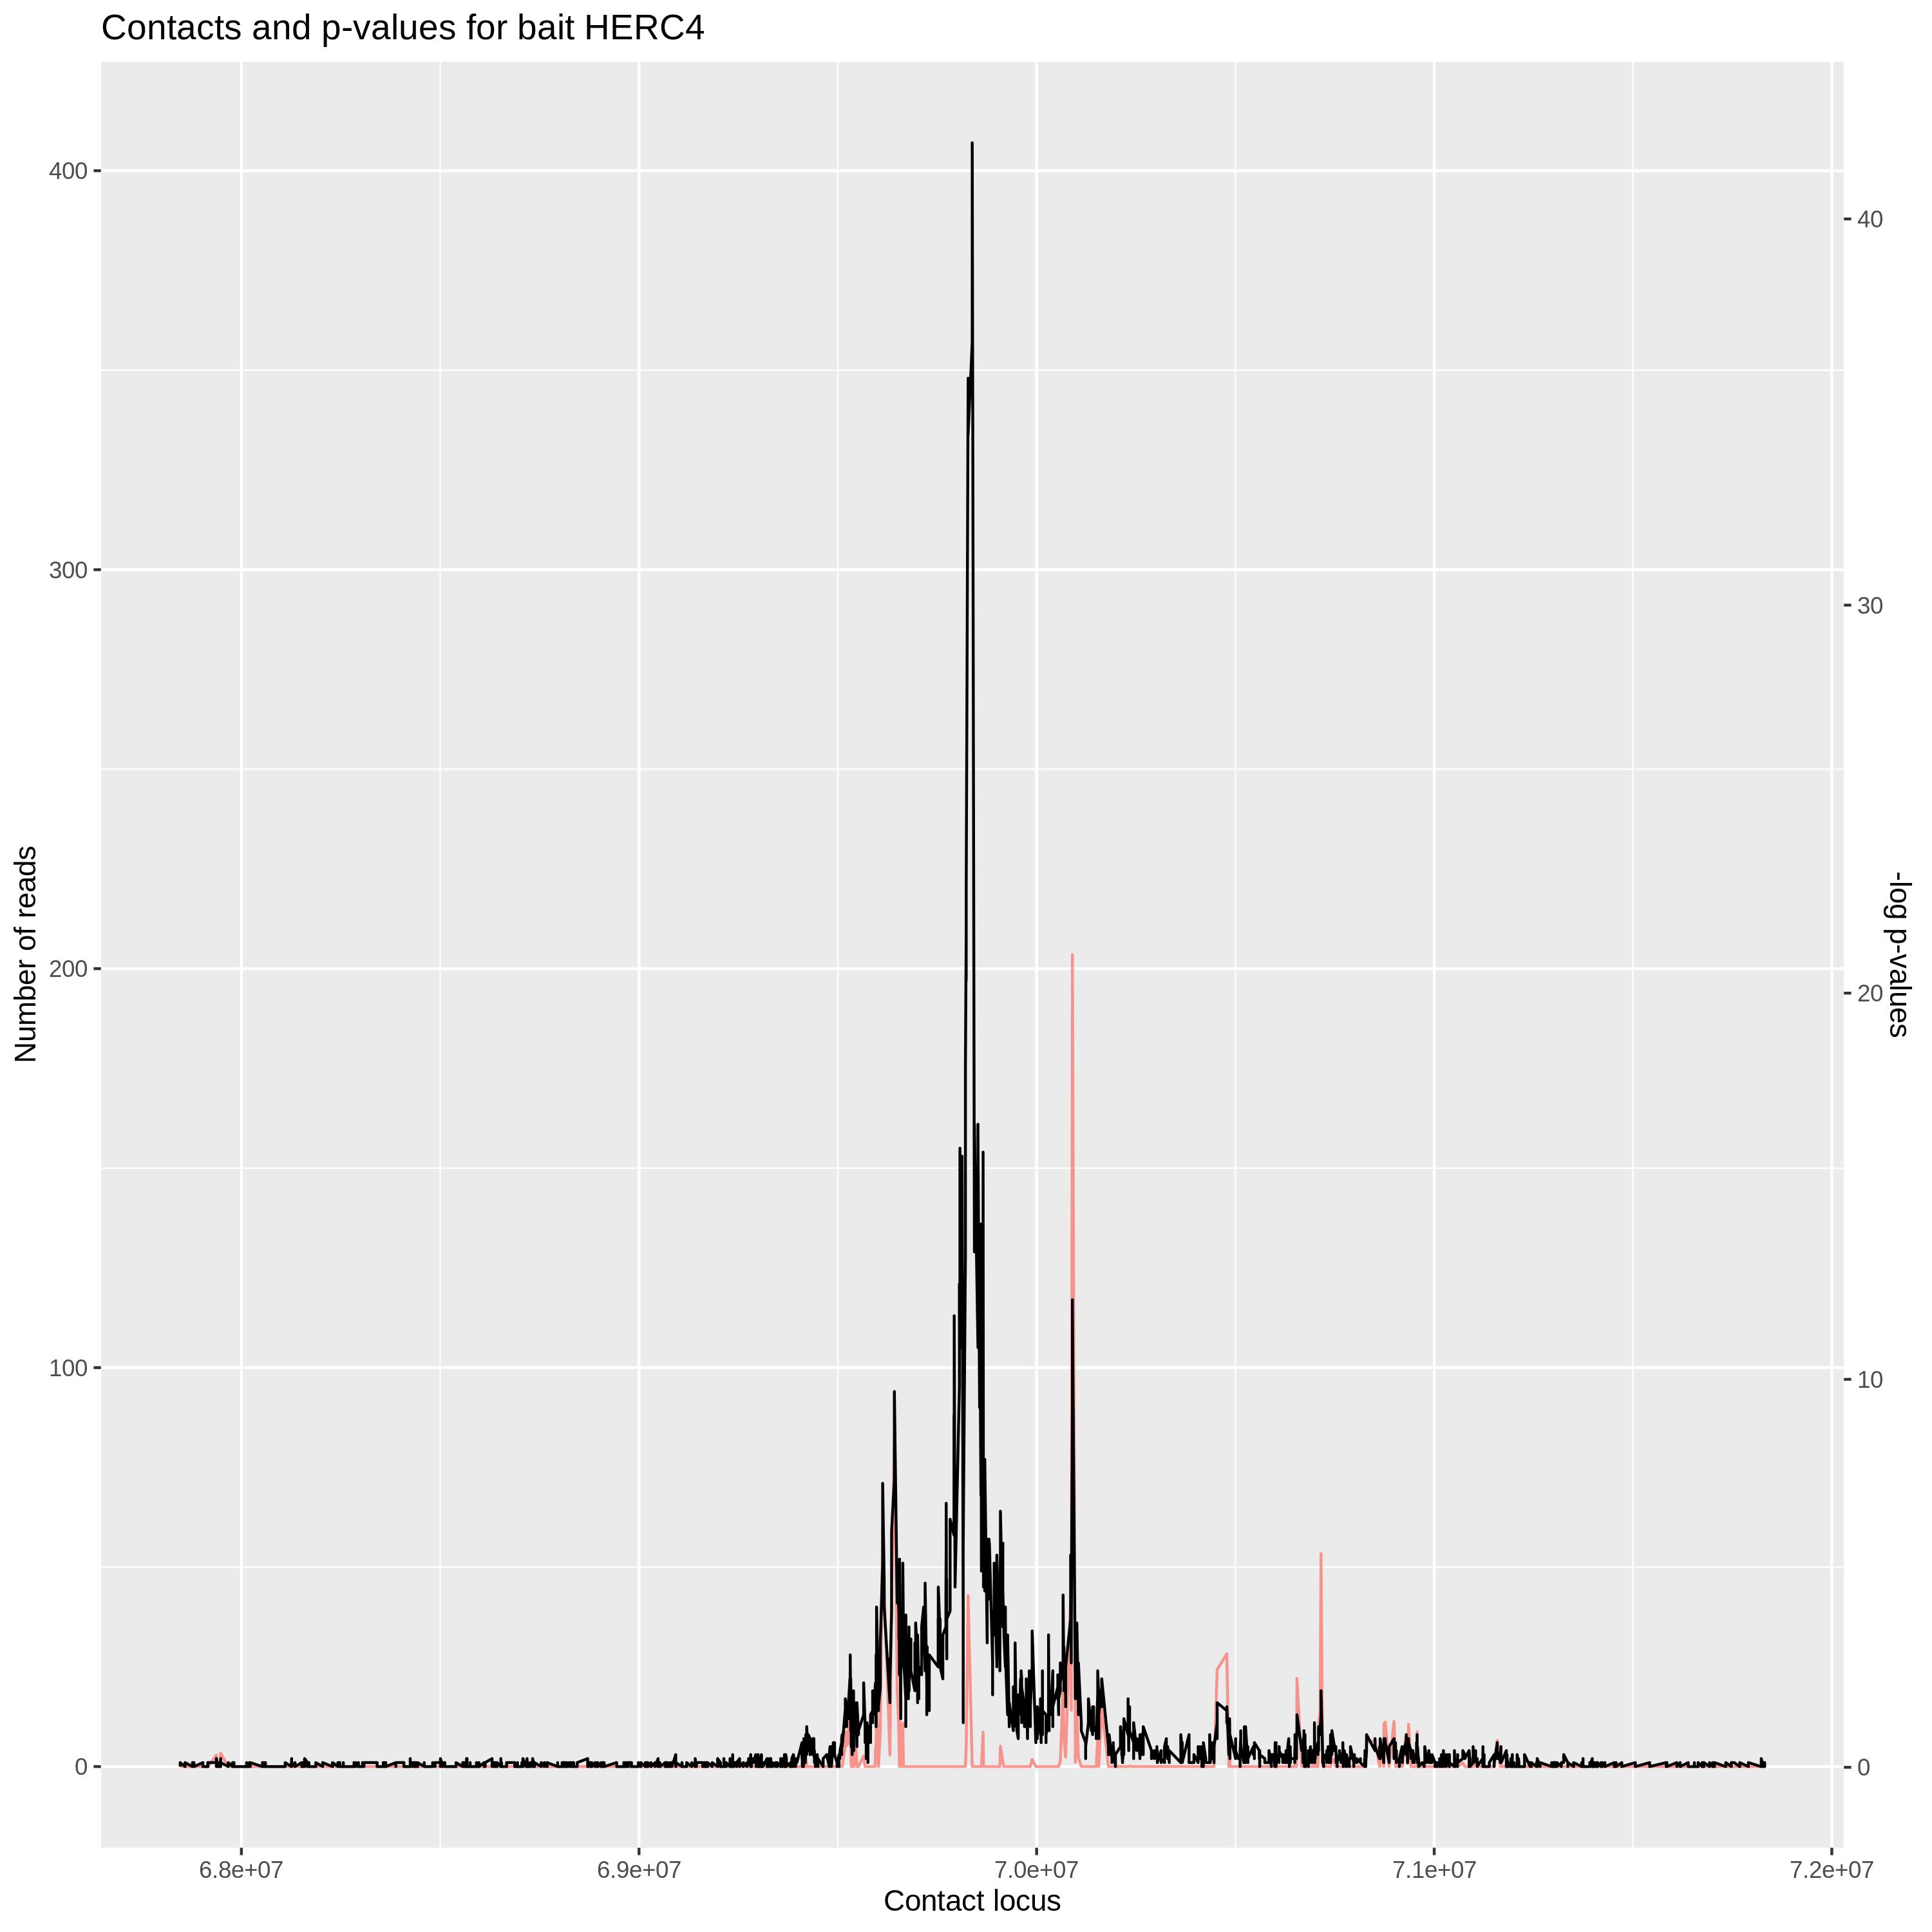 Contacts and p-values for bait HERC4
400
300
200
100
0
Number of reads
40
30
20
10
0
-log p-values
6.8e+07
6.9e+07
7.0e+07
7.1e+07
7.2e+07
Contact locus